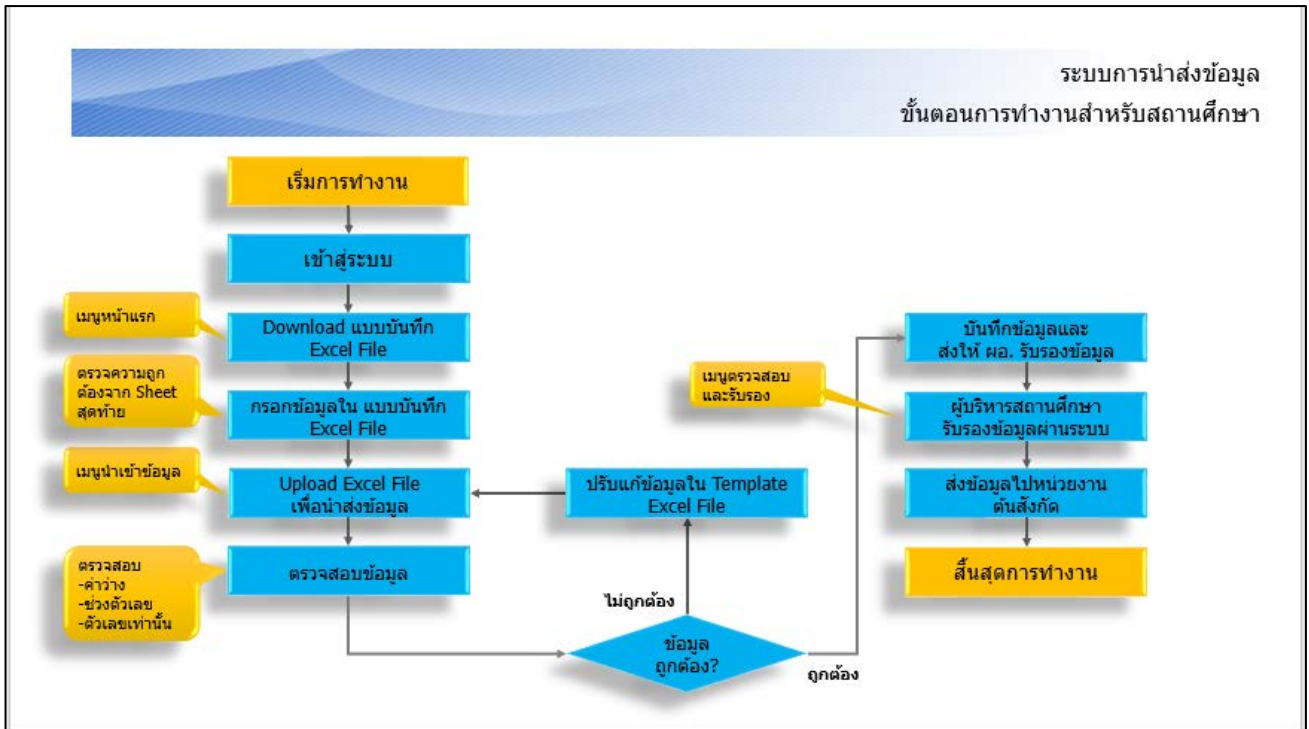 ระบบการนำส่งข้อมูล
ขั้นตอนการทำงานสำหรับสถานศึกษา
เริ่มการทำงาน
เข้าสู่ระบบ
เมนูหน้าแรก
Download แบบบันทึก
Excel File
ตรวจความถูก
ต้องจาก Sheet
สุดท้าย
กรอกข้อมูลใน แบบบันทึก
Excel File
เมนูนำเข้าข้อมูล
Upload Excel File
เพื่อนำส่งข้อมูล
ตรวจสอบ
-ค่าว่าง
-ช่วงตัวเลข
-ตัวเลขเท่านั้น
ตรวจสอบข้อมูล
ปรับแก้ข้อมูลใน Template
Excel File
ไม่ถูกต้อง
ข้อมูล
ถูกต้อง?
ถูกต้อง
บันทึกข้อมูลและ
ส่งให้ ผอ. รับรองข้อมูล
เมนูตรวจสอบ
และรับรอง
ผู้บริหารสถานศึกษา
รับรองข้อมูลผ่านระบบ
ส่งข้อมูลไปหน่วยงาน
ต้นสังกัด
สิ้นสุดการทำงาน